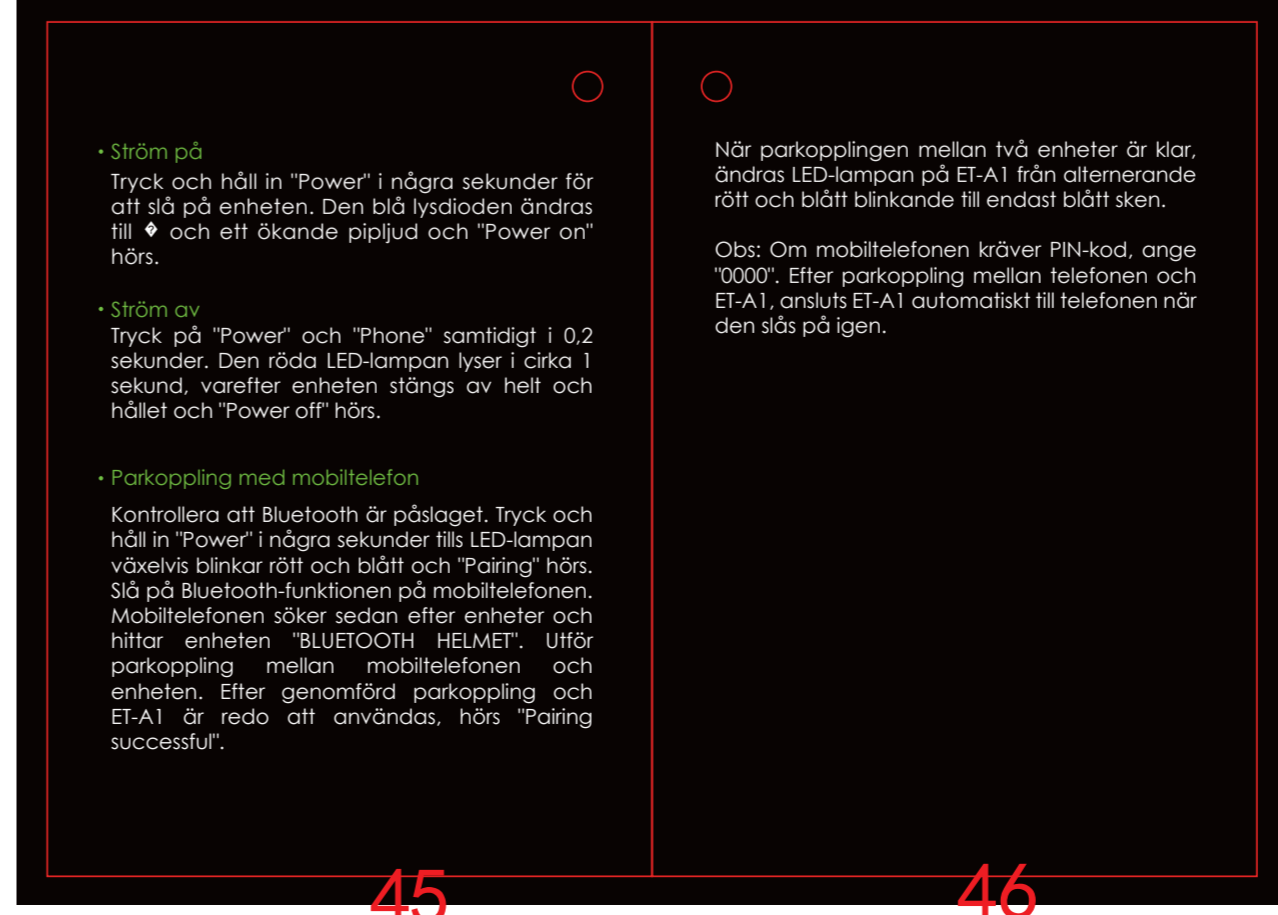 • Ström på
Tryck och håll in "Power" i några sekunder för
att slå på enheten. Den blå lysdioden ändras
till � och ett ökande pipljud och "Power on"
hörs.
• Ström av
Tryck på "Power" och "Phone" samtidigt i 0,2
sekunder. Den röda LED-lampan lyser i cirka 1
sekund, varefter enheten stängs av helt och
hållet och "Power off" hörs.
• Parkoppling med mobiltelefon
Kontrollera att Bluetooth är påslaget. Tryck och
håll in "Power" i några sekunder tills LED-lampan
växelvis blinkar rött och blått och "Pairing" hörs.
Slå på Bluetooth-funktionen på mobiltelefonen.
Mobiltelefonen söker sedan efter enheter och
hittar enheten "BLUETOOTH HELMET". Utför
parkoppling mellan mobiltelefonen och
enheten. Efter genomförd parkoppling och
ET-A1 är redo att användas, hörs "Pairing
successful".
45
När parkopplingen mellan två enheter är klar,
ändras LED-lampan på ET-A1 från alternerande
rött och blått blinkande till endast blått sken.
Obs: Om mobiltelefonen kräver PIN-kod, ange
"0000". Efter parkoppling mellan telefonen och
ET-A1, ansluts ET-A1 automatiskt till telefonen när
den slås på igen.
46